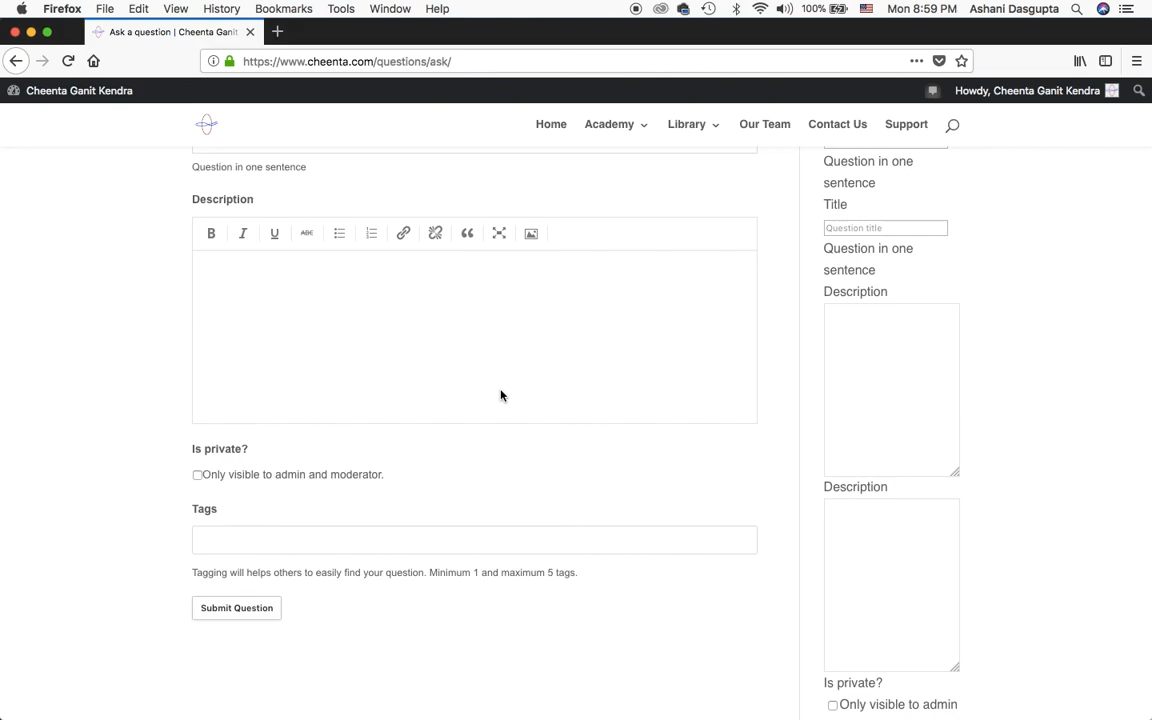 Firefox File Edit View History Bookmarks Tools Window Help 100% Mon 8:59 PM Ashani Dasgupta
Ask a question | Cheenta Ganit
https://www.cheenta.com/questions/ask/
Cheenta Ganit Kendra Howdy, Cheenta Ganit Kendra
Home Academy Library Our Team Contact Us Support
Question in one sentence
Description
B I U ABC
Is private?
Only visible to admin and moderator.
Tags
Tagging will helps others to easily find your question. Minimum 1 and maximum 5 tags.
Submit Question
Question in one
sentence
Title
Question title
Question in one
sentence
Description
Description
Is private?
Only visible to admin